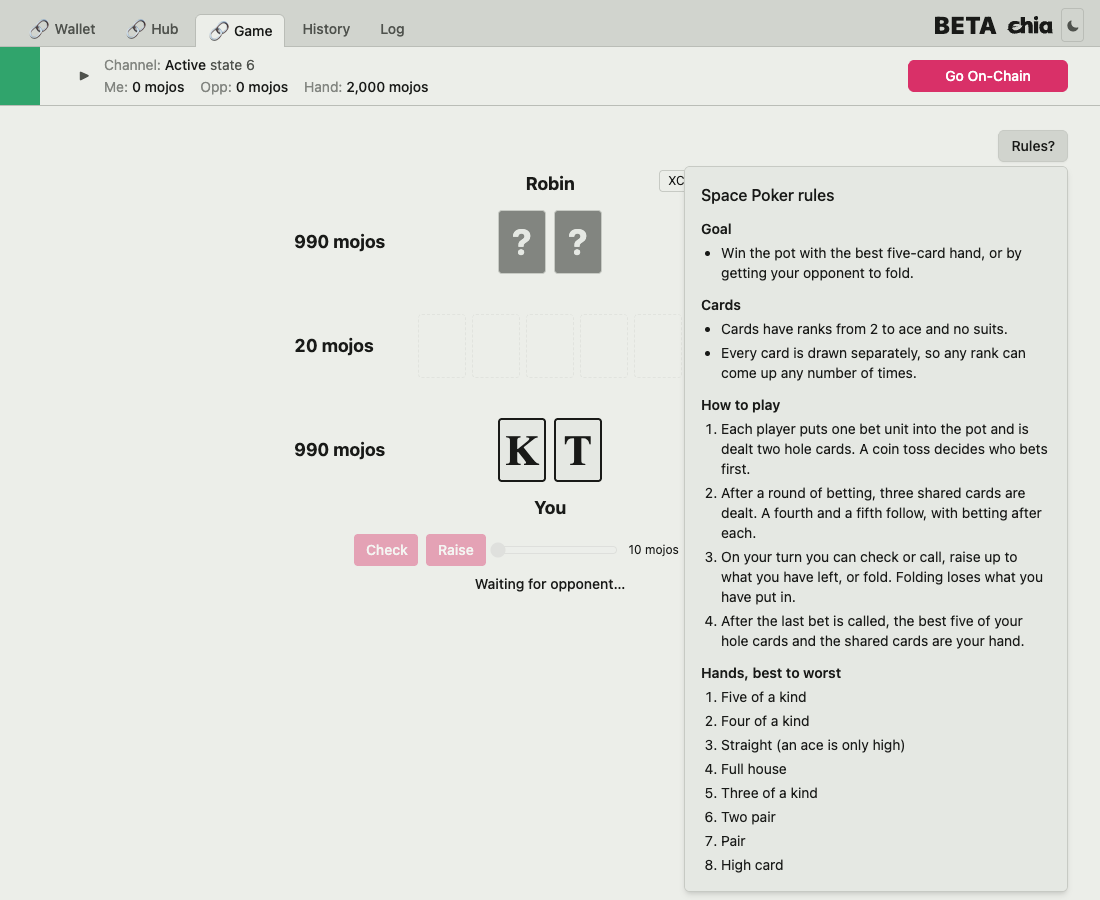 Wallet
Hub
Game
History
Log
BETA chia
Channel: Active state 6
Me: 0 mojos Opp: 0 mojos Hand: 2,000 mojos
Go On-Chain
Rules?
Robin
XC
990 mojos
? ?
20 mojos
990 mojos
K T
You
Check
Raise
10 mojos
Waiting for opponent...
Space Poker rules
Goal
• Win the pot with the best five-card hand, or by
getting your opponent to fold.
Cards
• Cards have ranks from 2 to ace and no suits.
• Every card is drawn separately, so any rank can
come up any number of times.
How to play
1. Each player puts one bet unit into the pot and is
dealt two hole cards. A coin toss decides who bets
first.
2. After a round of betting, three shared cards are
dealt. A fourth and a fifth follow, with betting after
each.
3. On your turn you can check or call, raise up to
what you have left, or fold. Folding loses what you
have put in.
4. After the last bet is called, the best five of your
hole cards and the shared cards are your hand.
Hands, best to worst
1. Five of a kind
2. Four of a kind
3. Straight (an ace is only high)
4. Full house
5. Three of a kind
6. Two pair
7. Pair
8. High card